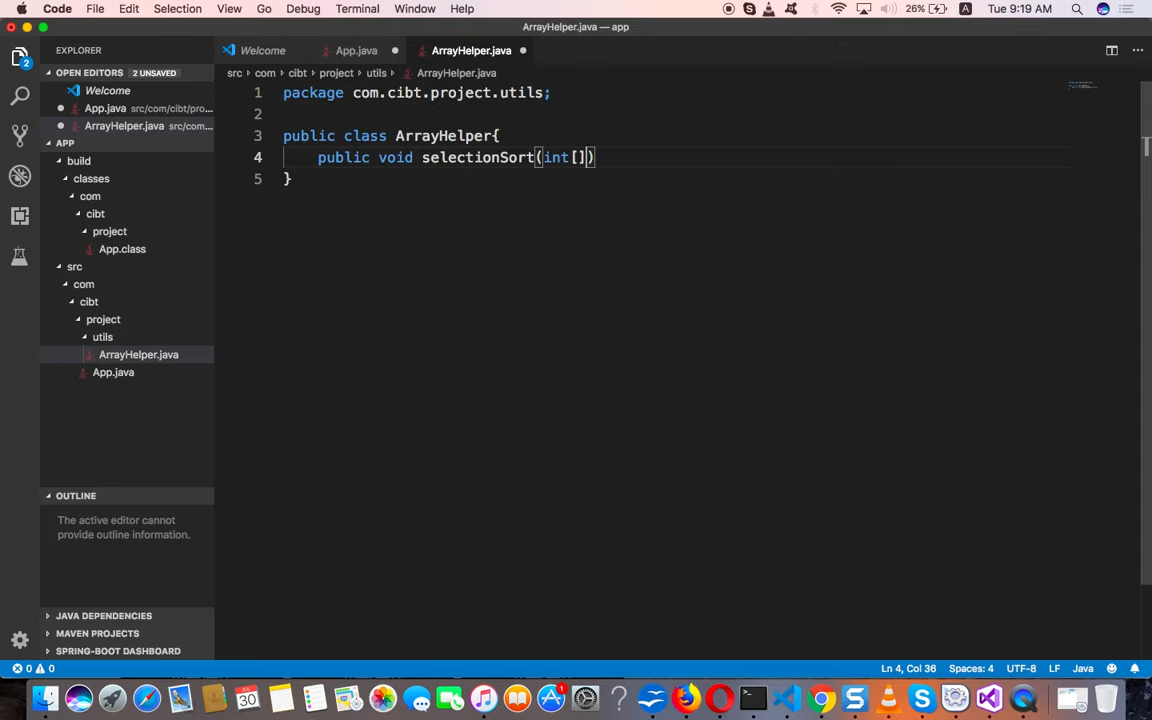 Code File Edit Selection View Go Debug Terminal Window Help 26% A Tue 9:19 AM
ArrayHelper.java — app
EXPLORER
Welcome App.java ArrayHelper.java
OPEN EDITORS 2 UNSAVED
Welcome
App.java src/com/cibt/pro...
ArrayHelper.java src/com...
APP
build
classes
com
cibt
project
App.class
src
com
cibt
project
utils
ArrayHelper.java
App.java
OUTLINE
The active editor cannot
provide outline information.
JAVA DEPENDENCIES
MAVEN PROJECTS
SPRING-BOOT DASHBOARD
src com cibt project utils ArrayHelper.java
1 package com.cibt.project.utils;
2
3 public class ArrayHelper{
4 public void selectionSort(int[])
5 }
2
0 0 Ln 4, Col 36 Spaces: 4 UTF-8 LF Java
30
1